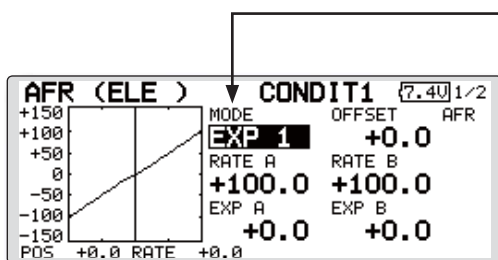 AFR (ELE ) CONDIT1 7.4V 1/2
MODE OFFSET AFR
EXP 1 +0.0
RATE A RATE B
+100.0 +100.0
EXP A EXP B
+0.0 +0.0
+150
+100
+50
0
-50
-100
-150
POS +0.0 RATE +0.0